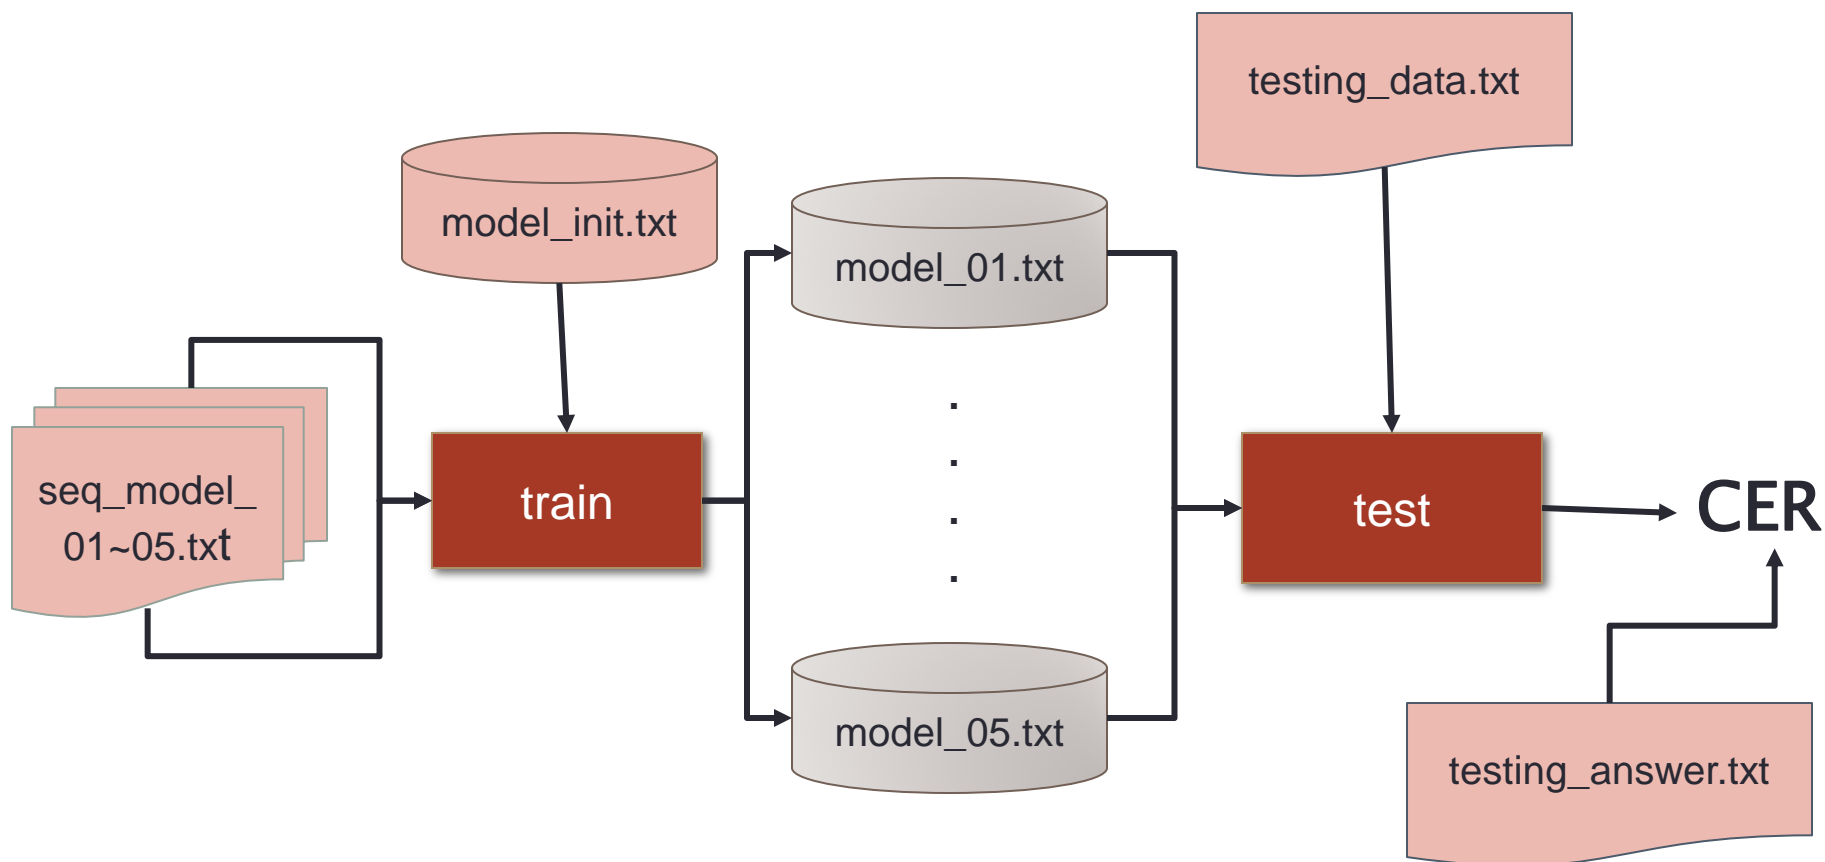 testing_data.txt
model_init.txt
model_01.txt
seq_model_
01~05.txt
train
.
.
.
.
test
CER
model_05.txt
testing_answer.txt